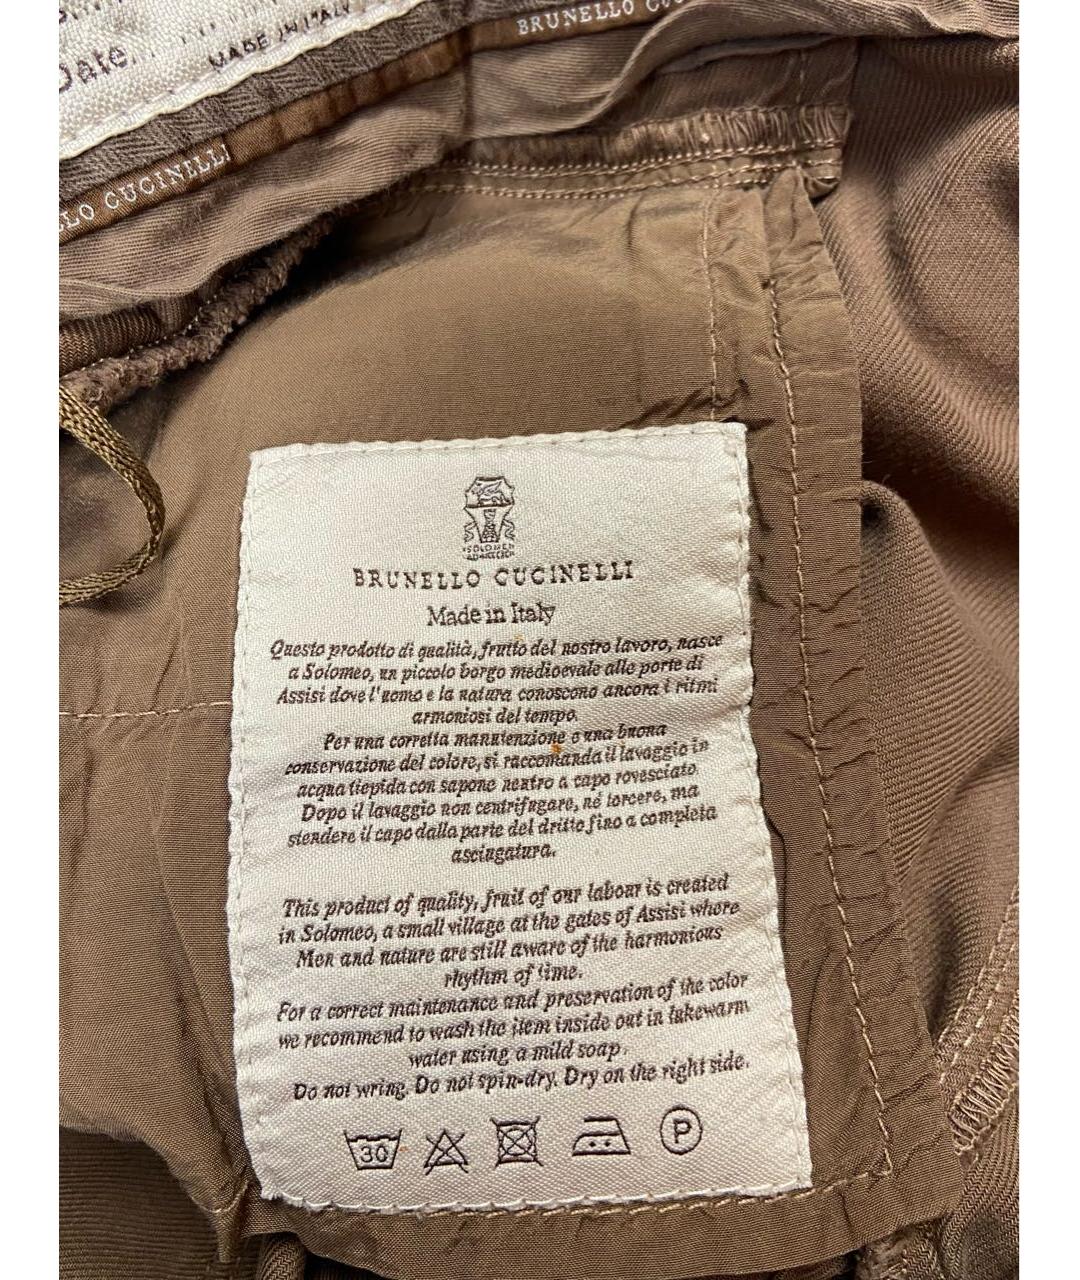 Date
MADE IN ITALY
BRUNELLO CUCI
LLO CUCINELLI
SOLOMEO
BRUNELLO CUCINELLI
Made in Italy
Questo prodotto di qualità, frutto del nostro lavoro, nasce
a Solomeo, un piccolo borgo medioevale alle porte di
Assisi dove l'uomo e la natura conoscono ancora i ritmi
armoniosi del tempo.
Per una corretta manutenzione e una buona
conservazione del colore, si raccomanda il lavaggio in
acqua tiepida con sapone neutro a capo rovesciato.
Dopo il lavaggio non centrifugare, né torcere, ma
stendere il capo dalla parte del dritto fino a completa
asciugatura.
This product of quality, fruit of our labour is created
in Solomeo, a small village at the gates of Assisi where
Men and nature are still aware of the harmonious
rhythm of time.
For a correct maintenance and preservation of the color
we recommend to wash the item inside out in lukewarm
water using a mild soap.
Do not wring. Do not spin-dry. Dry on the right side.
30 P